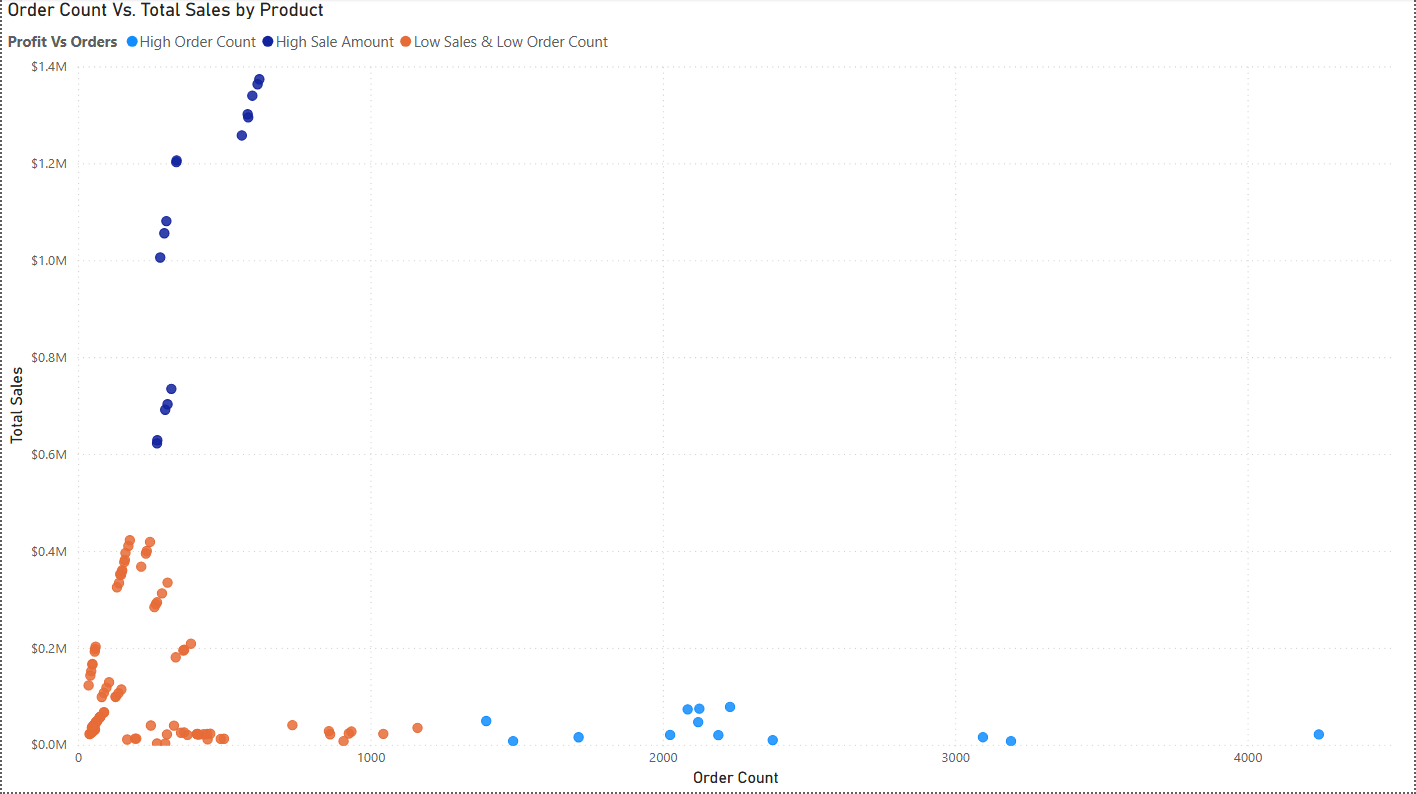 Order Count Vs. Total Sales by Product
Profit Vs Orders High Order Count High Sale Amount Low Sales & Low Order Count
$1.4M
$1.2M
$1.0M
$0.8M
$0.6M
$0.4M
$0.2M
$0.0M
Total Sales
0 1000 2000 3000 4000
Order Count